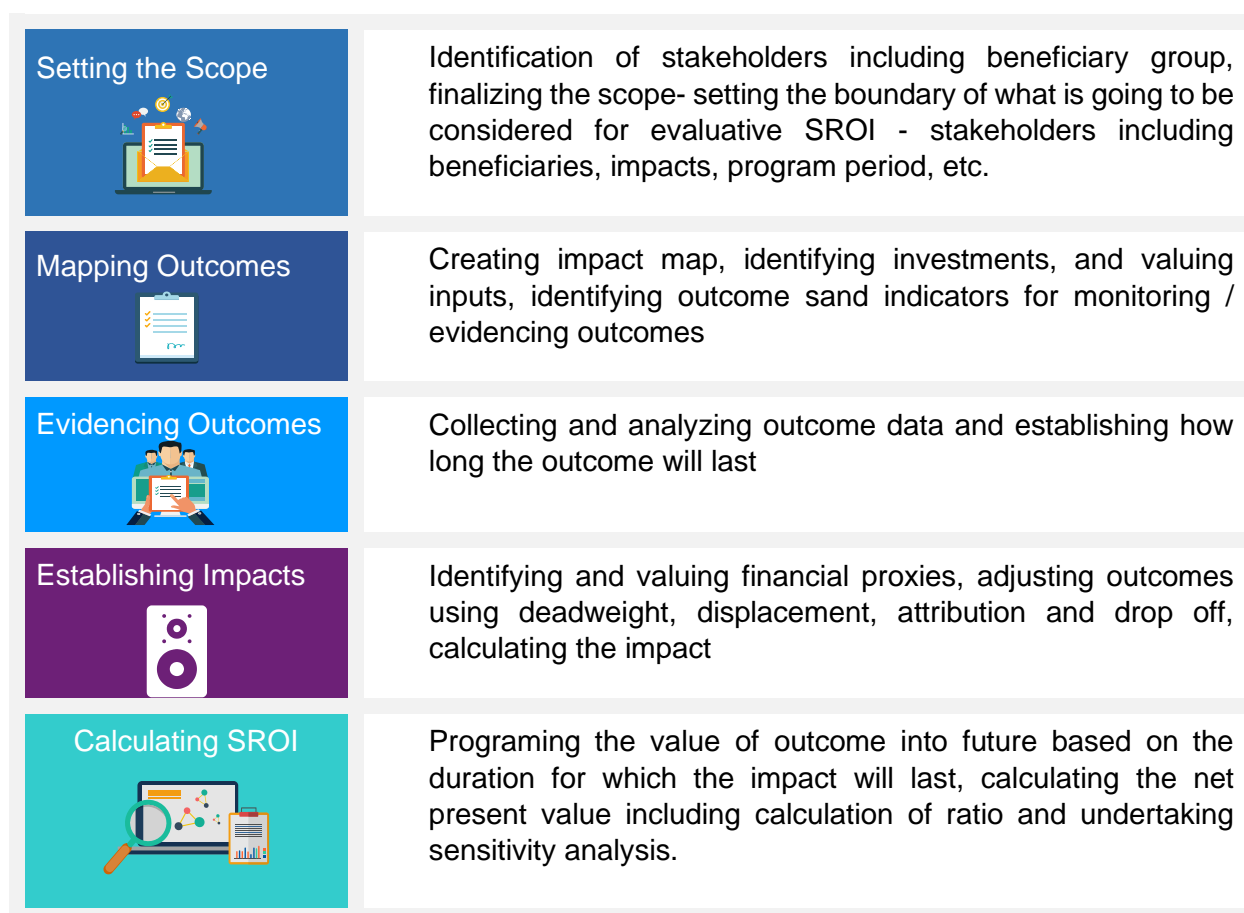 Setting the Scope
Identification of stakeholders including beneficiary group,
finalizing the scope- setting the boundary of what is going to be
considered for evaluative SROI - stakeholders including
beneficiaries, impacts, program period, etc.
Mapping Outcomes
Creating impact map, identifying investments, and valuing
inputs, identifying outcome sand indicators for monitoring /
evidencing outcomes
Evidencing Outcomes
Collecting and analyzing outcome data and establishing how
long the outcome will last
Establishing Impacts
Identifying and valuing financial proxies, adjusting outcomes
using deadweight, displacement, attribution and drop off,
calculating the impact
Calculating SROI
Programing the value of outcome into future based on the
duration for which the impact will last, calculating the net
present value including calculation of ratio and undertaking
sensitivity analysis.